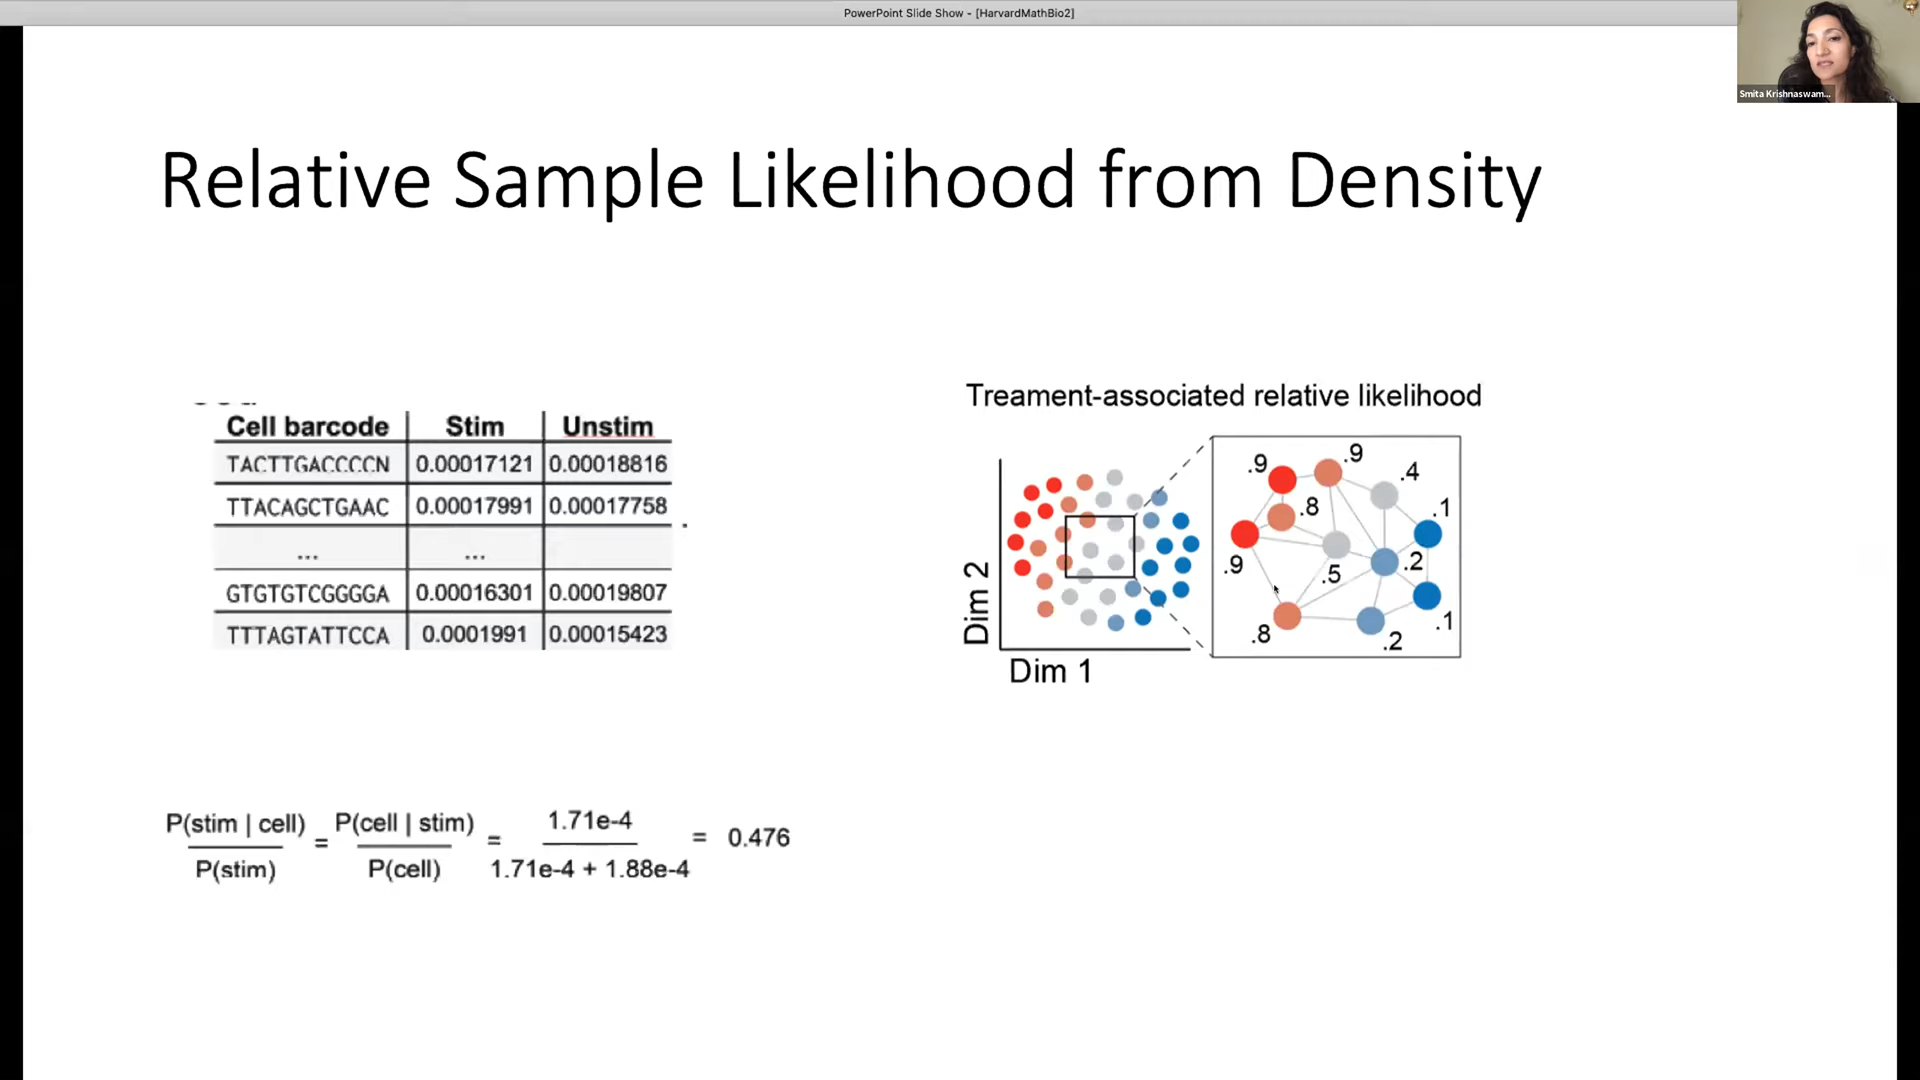 PowerPoint Slide Show - [HarvardMathBio2]
Smita Krishnaswam...
Relative Sample Likelihood from Density
Cell barcode Stim Unstim
TACTTGACCCCN 0.00017121 0.00018816
TTACAGCTGAAC 0.00017991 0.00017758
... ...
GTGTGTCGGGGA 0.00016301 0.00019807
TTTAGTATTCCA 0.0001991 0.00015423
P(stim | cell) / P(stim) = P(cell | stim) / P(cell) = 1.71e-4 / 1.71e-4 + 1.88e-4 = 0.476
Treament-associated relative likelihood
Dim 2
Dim 1
.9 .9 .4
.8 .1
.9 .5 .2
.8 .2 .1